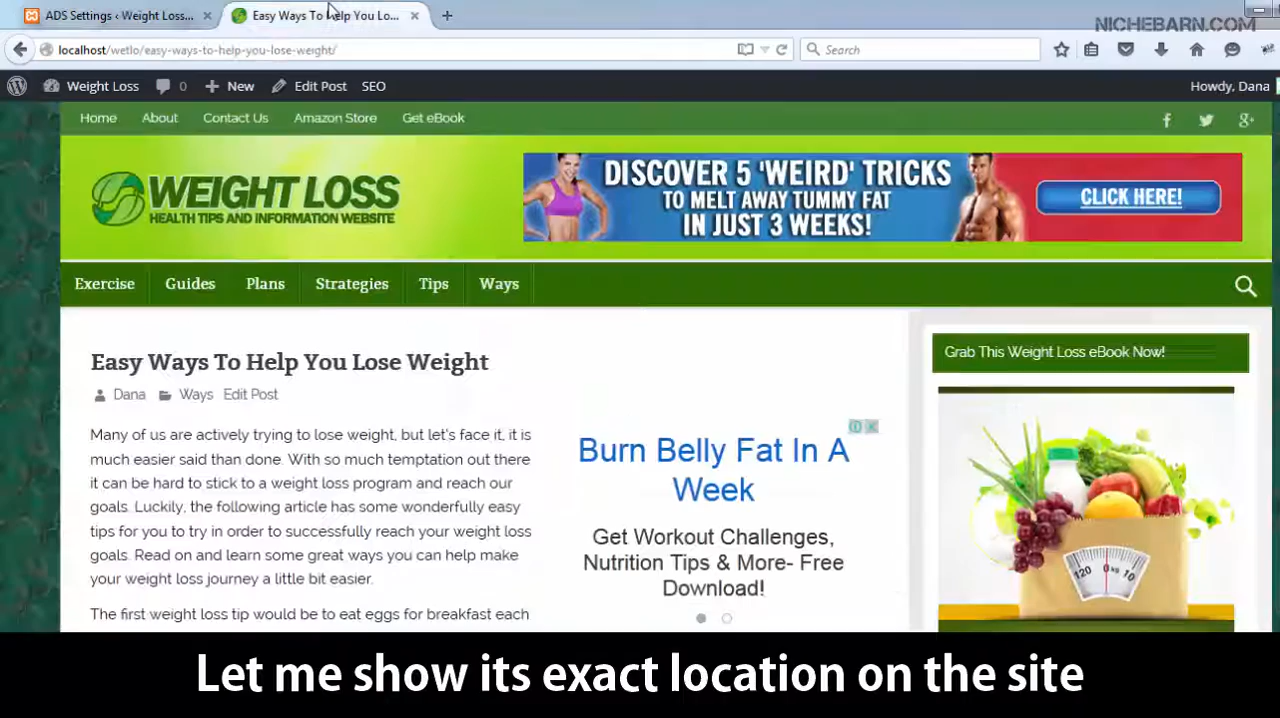 ADS Settings ‹ Weight Loss...
Easy Ways To Help You Lo...
NICHEBARN.COM
localhost/wetlo/easy-ways-to-help-you-lose-weight/
Search
Weight Loss
0
New
Edit Post
SEO
Howdy, Dana
Home
About
Contact Us
Amazon Store
Get eBook
WEIGHT LOSS
HEALTH TIPS AND INFORMATION WEBSITE
DISCOVER 5 'WEIRD' TRICKS
TO MELT AWAY TUMMY FAT
IN JUST 3 WEEKS!
CLICK HERE!
Exercise
Guides
Plans
Strategies
Tips
Ways
Easy Ways To Help You Lose Weight
Dana
Ways
Edit Post
Many of us are actively trying to lose weight, but let's face it, it is
much easier said than done. With so much temptation out there
it can be hard to stick to a weight loss program and reach our
goals. Luckily, the following article has some wonderfully easy
tips for you to try in order to successfully reach your weight loss
goals. Read on and learn some great ways you can help make
your weight loss journey a little bit easier.
The first weight loss tip would be to eat eggs for breakfast each
Burn Belly Fat In A
Week
Get Workout Challenges,
Nutrition Tips & More- Free
Download!
Grab This Weight Loss eBook Now!
120
0
10
Let me show its exact location on the site